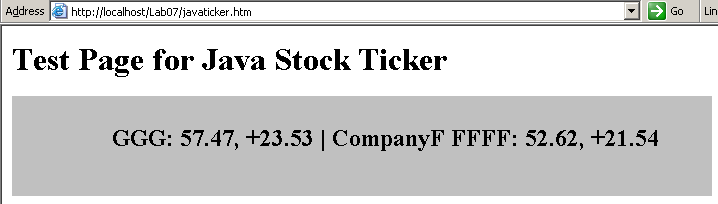 Address http://localhost/Lab07/javaticker.htm Go Lin
Test Page for Java Stock Ticker
GGG: 57.47, +23.53 | CompanyF FFFF: 52.62, +21.54